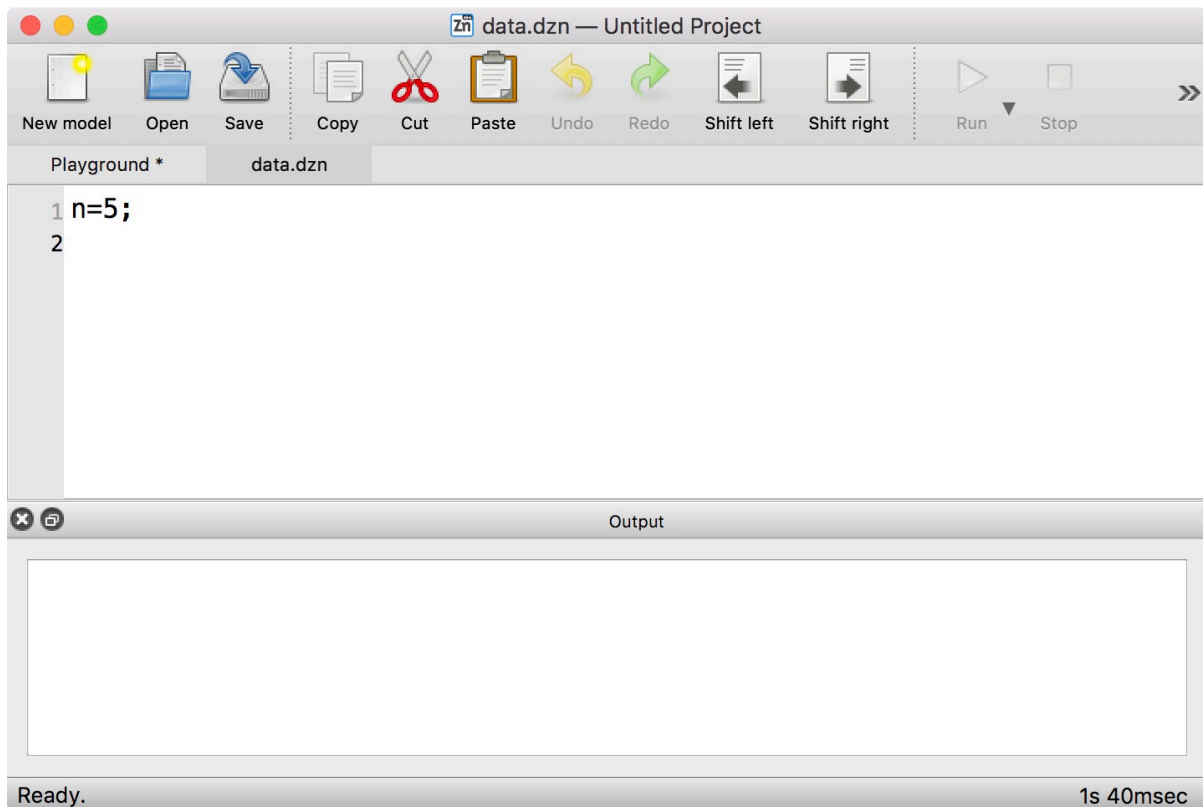 Zn data.dzn — Untitled Project
New model Open Save Copy Cut Paste Undo Redo Shift left Shift right Run Stop »
Playground * data.dzn
1 n=5;
2
Output
Ready. 1s 40msec